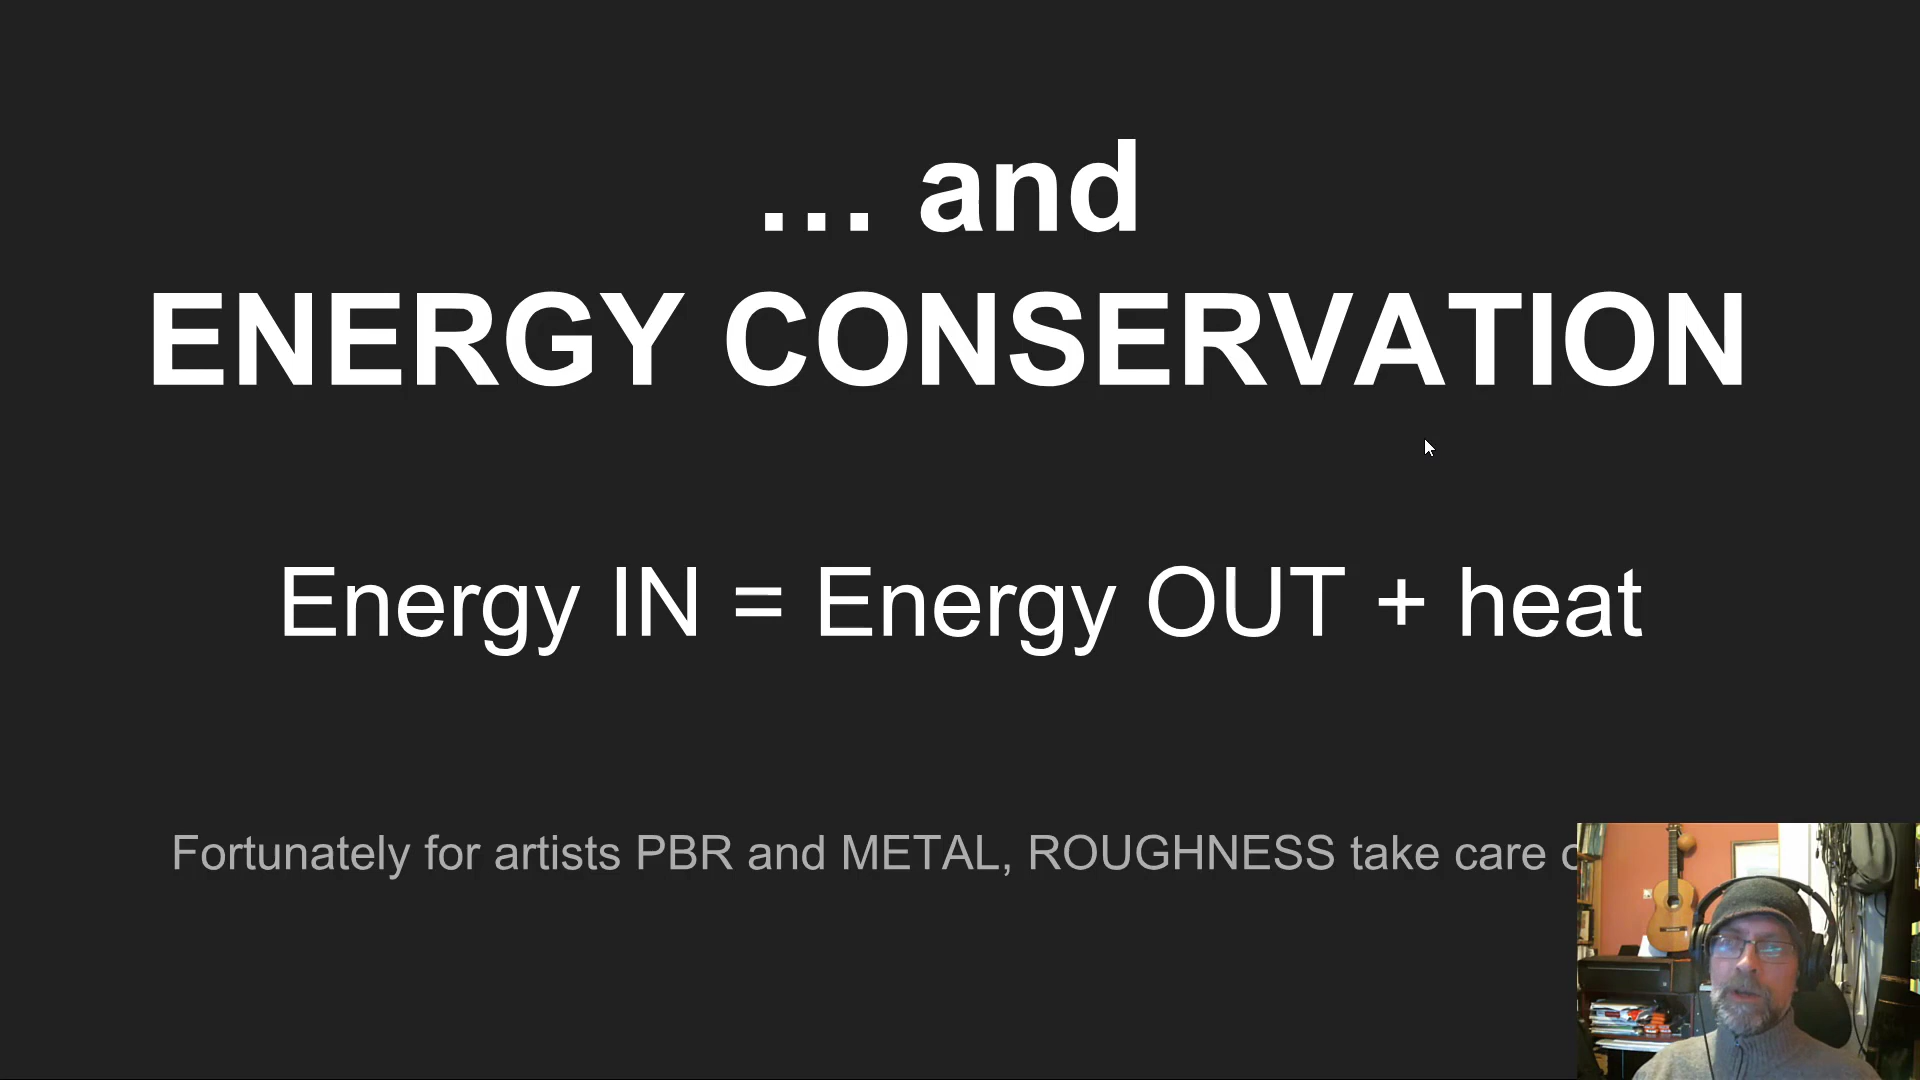 … and
ENERGY CONSERVATION
Energy IN = Energy OUT + heat
Fortunately for artists PBR and METAL, ROUGHNESS take care